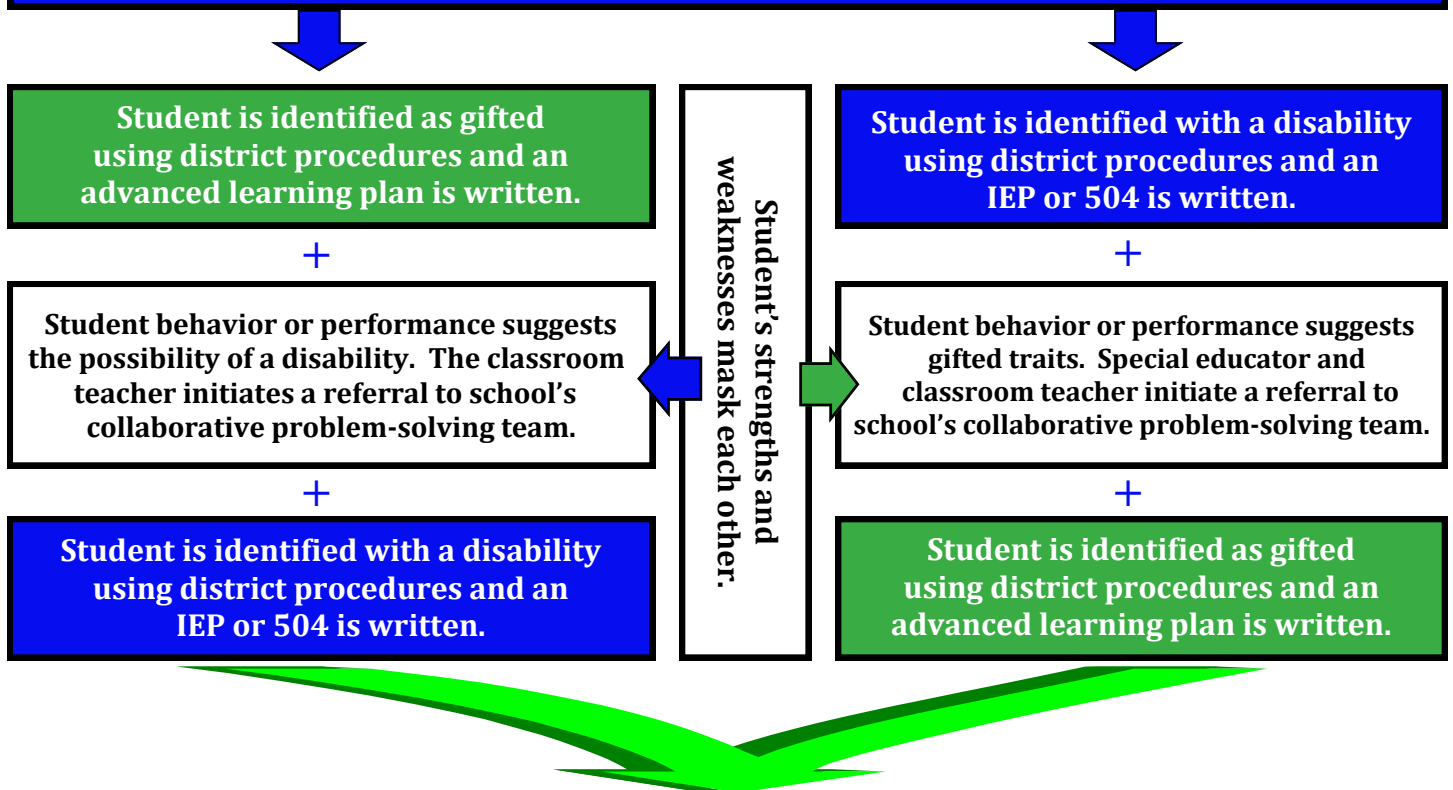 Student is identified as gifted
using district procedures and an
advanced learning plan is written.
+
Student behavior or performance suggests
the possibility of a disability.  The classroom
teacher initiates a referral to school’s
collaborative problem-solving team.
+
Student is identified with a disability
using district procedures and an
IEP or 504 is written.
Student’s strengths and
weaknesses mask each other.
Student is identified with a disability
using district procedures and an
IEP or 504 is written.
+
Student behavior or performance suggests
gifted traits.  Special educator and
classroom teacher initiate a referral to
school’s collaborative problem-solving team.
+
Student is identified as gifted
using district procedures and an
advanced learning plan is written.